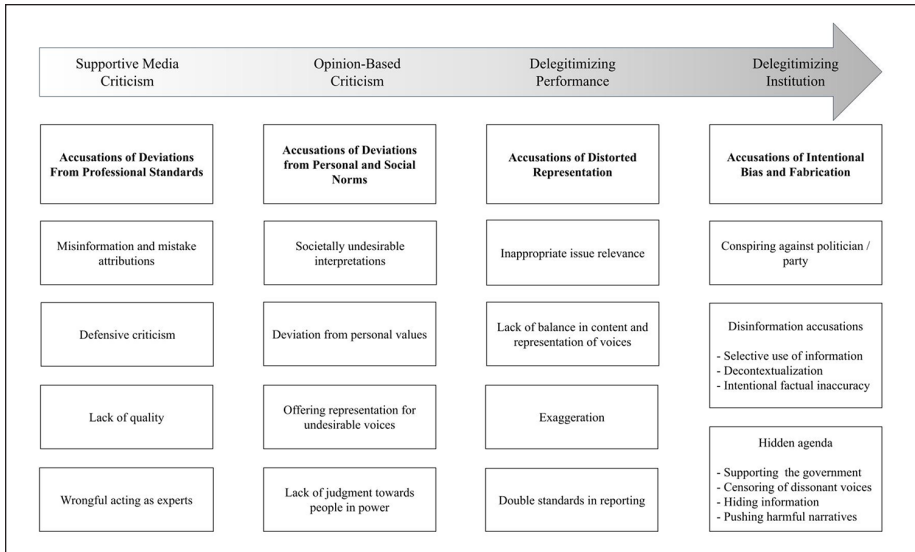 Supportive Media
Criticism
Opinion-Based
Criticism
Delegitimizing
Performance
Delegitimizing
Institution
Accusations of Deviations
From Professional Standards
Misinformation and mistake
attributions
Defensive criticism
Lack of quality
Wrongful acting as experts
Accusations of Deviations
from Personal and Social
Norms
Societally undesirable
interpretations
Deviation from personal values
Offering representation for
undesirable voices
Lack of judgment towards
people in power
Accusations of Distorted
Representation
Inappropriate issue relevance
Lack of balance in content and
representation of voices
Exaggeration
Double standards in reporting
Accusations of Intentional
Bias and Fabrication
Conspiring against politician /
party
Disinformation accusations
- Selective use of information
- Decontextualization
- Intentional factual inaccuracy
Hidden agenda
- Supporting the government
- Censoring of dissonant voices
- Hiding information
- Pushing harmful narratives